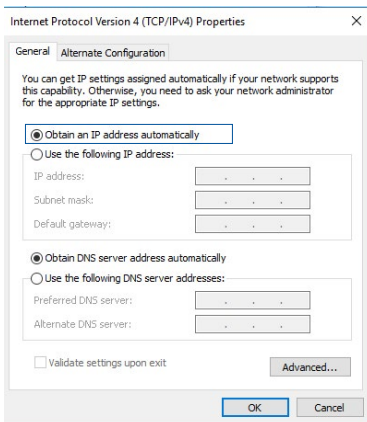 Internet Protocol Version 4 (TCP/IPv4) Properties
General
Alternate Configuration
You can get IP settings assigned automatically if your network supports
this capability. Otherwise, you need to ask your network administrator
for the appropriate IP settings.
Obtain an IP address automatically
Use the following IP address:
IP address:
Subnet mask:
Default gateway:
Obtain DNS server address automatically
Use the following DNS server addresses:
Preferred DNS server:
Alternate DNS server:
Validate settings upon exit
Advanced...
OK
Cancel